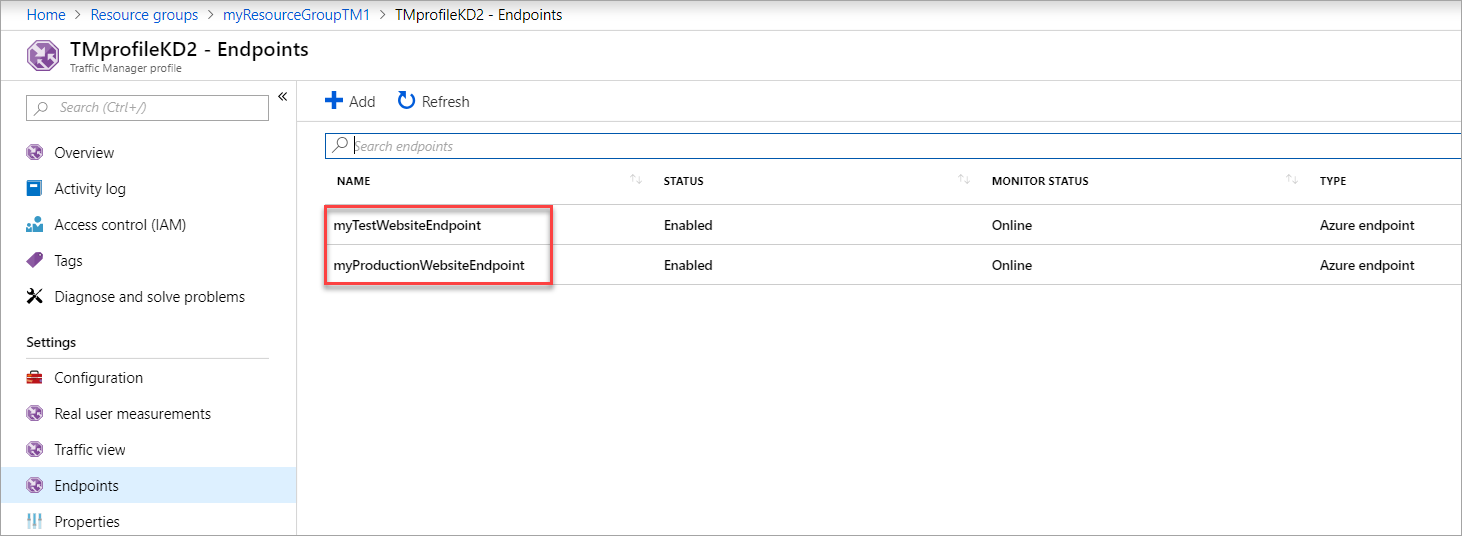 Home > Resource groups > myResourceGroupTM1 > TMprofileKD2 - Endpoints
TMprofileKD2 - Endpoints
Traffic Manager profile
Search (Ctrl+/)
Overview
Activity log
Access control (IAM)
Tags
Diagnose and solve problems
Settings
Configuration
Real user measurements
Traffic view
Endpoints
Properties
Add Refresh
Search endpoints
NAME STATUS MONITOR STATUS TYPE
myTestWebsiteEndpoint Enabled Online Azure endpoint
myProductionWebsiteEndpoint Enabled Online Azure endpoint